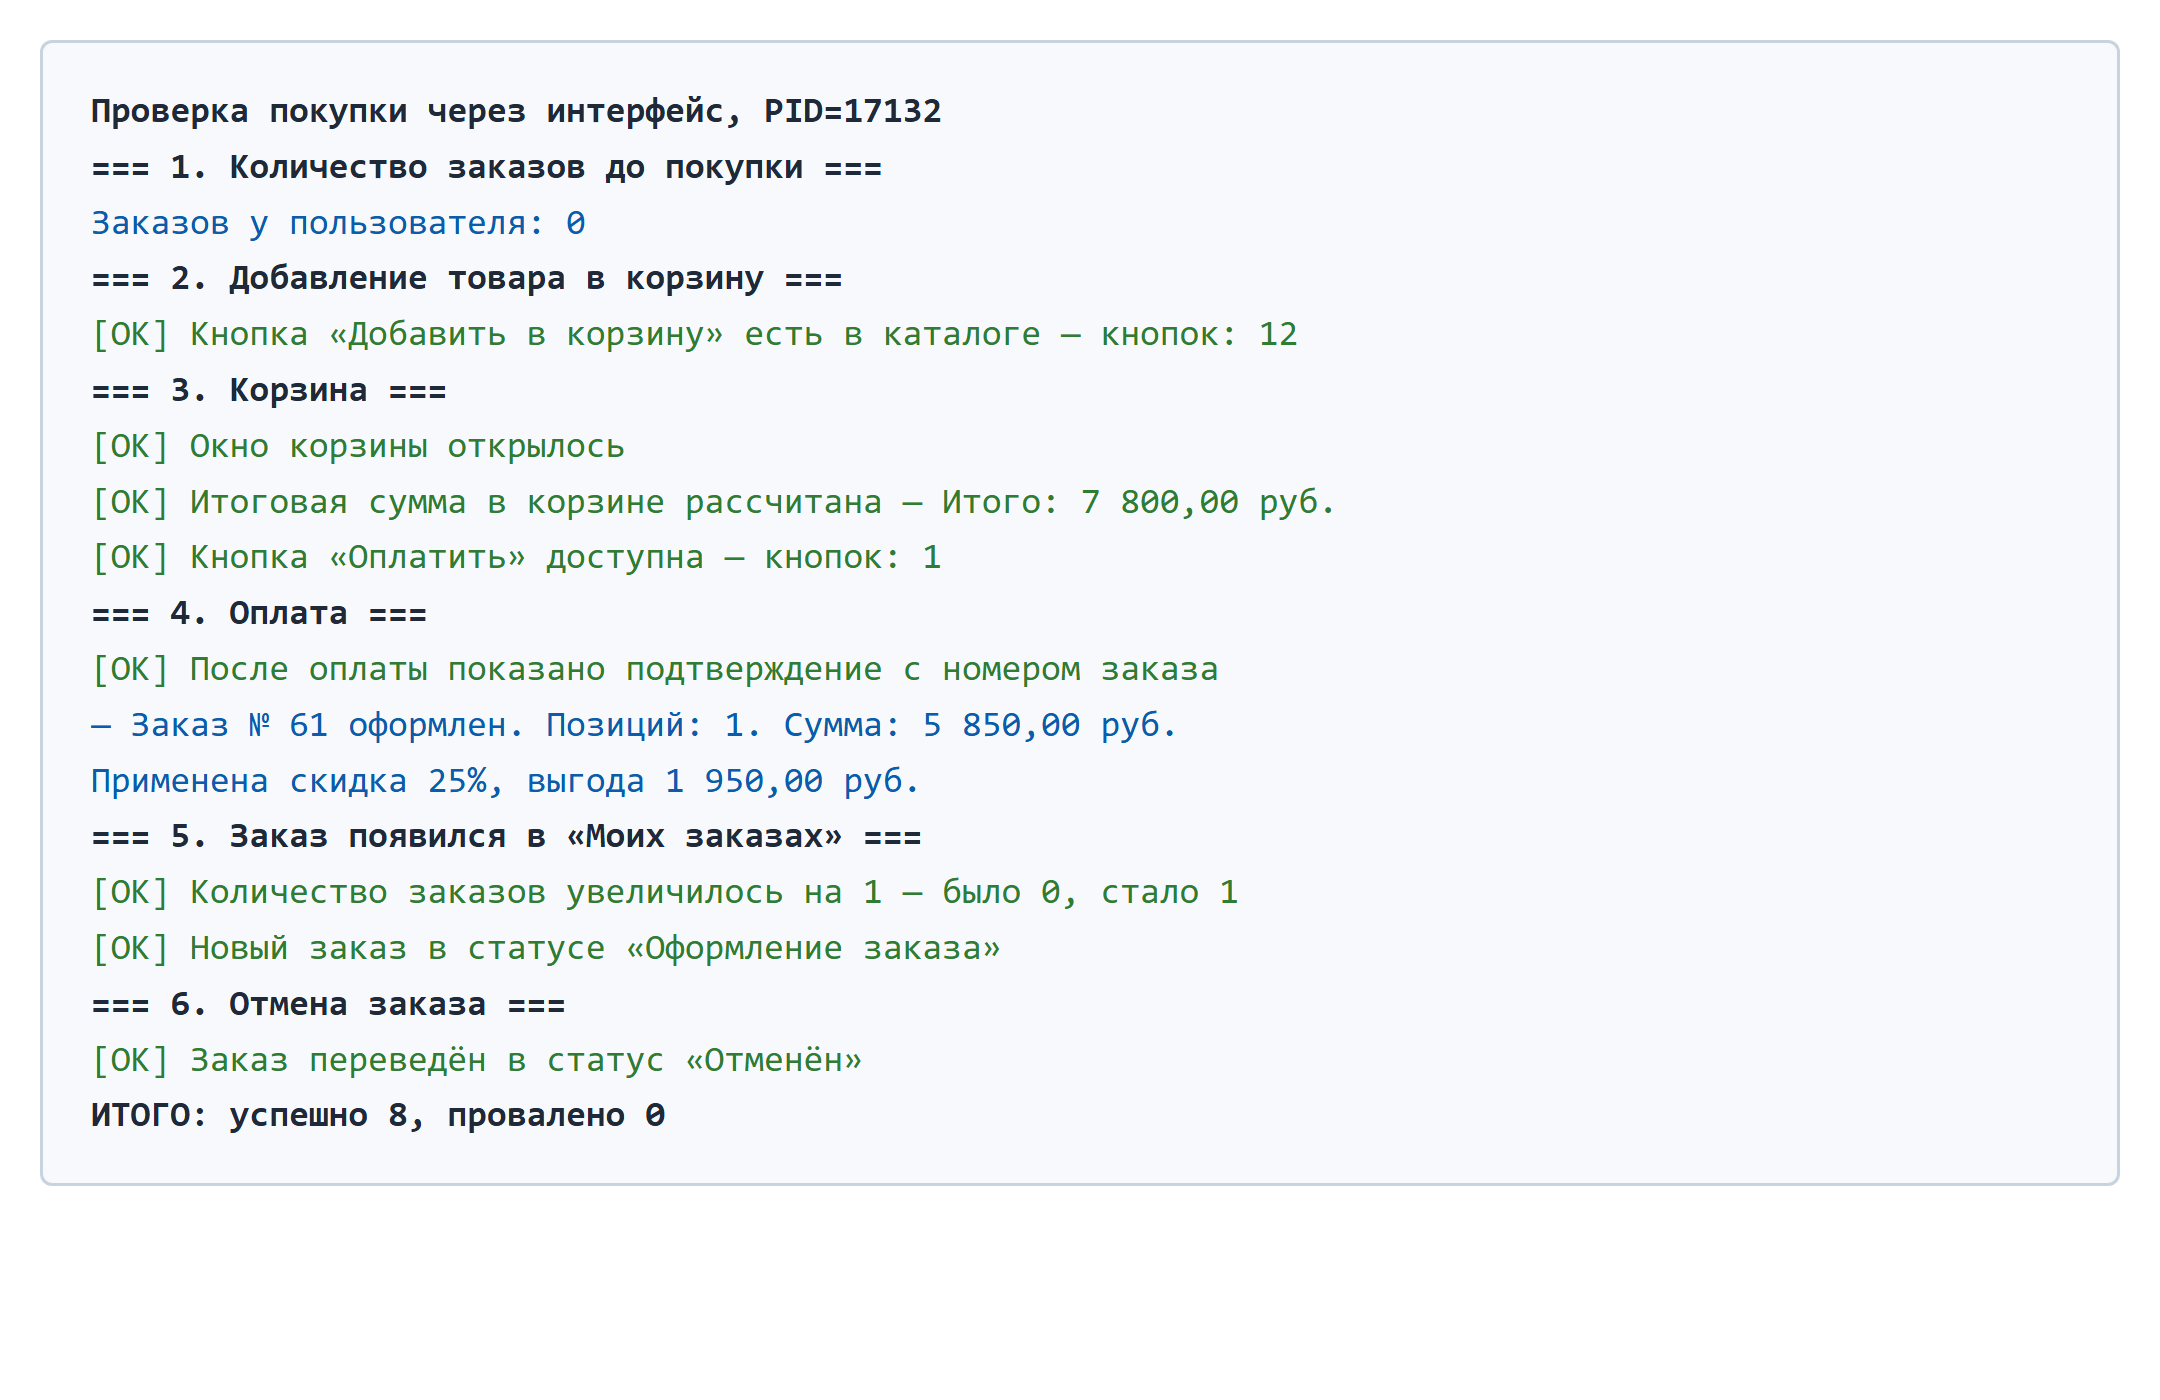 Проверка покупки через интерфейс, PID=17132
=== 1. Количество заказов до покупки ===
Заказов у пользователя: 0
=== 2. Добавление товара в корзину ===
[OK] Кнопка «Добавить в корзину» есть в каталоге — кнопок: 12
=== 3. Корзина ===
[OK] Окно корзины открылось
[OK] Итоговая сумма в корзине рассчитана — Итого: 7 800,00 руб.
[OK] Кнопка «Оплатить» доступна — кнопок: 1
=== 4. Оплата ===
[OK] После оплаты показано подтверждение с номером заказа
— Заказ № 61 оформлен. Позиций: 1. Сумма: 5 850,00 руб.
Применена скидка 25%, выгода 1 950,00 руб.
=== 5. Заказ появился в «Моих заказах» ===
[OK] Количество заказов увеличилось на 1 — было 0, стало 1
[OK] Новый заказ в статусе «Оформление заказа»
=== 6. Отмена заказа ===
[OK] Заказ переведён в статус «Отменён»
ИТОГО: успешно 8, провалено 0